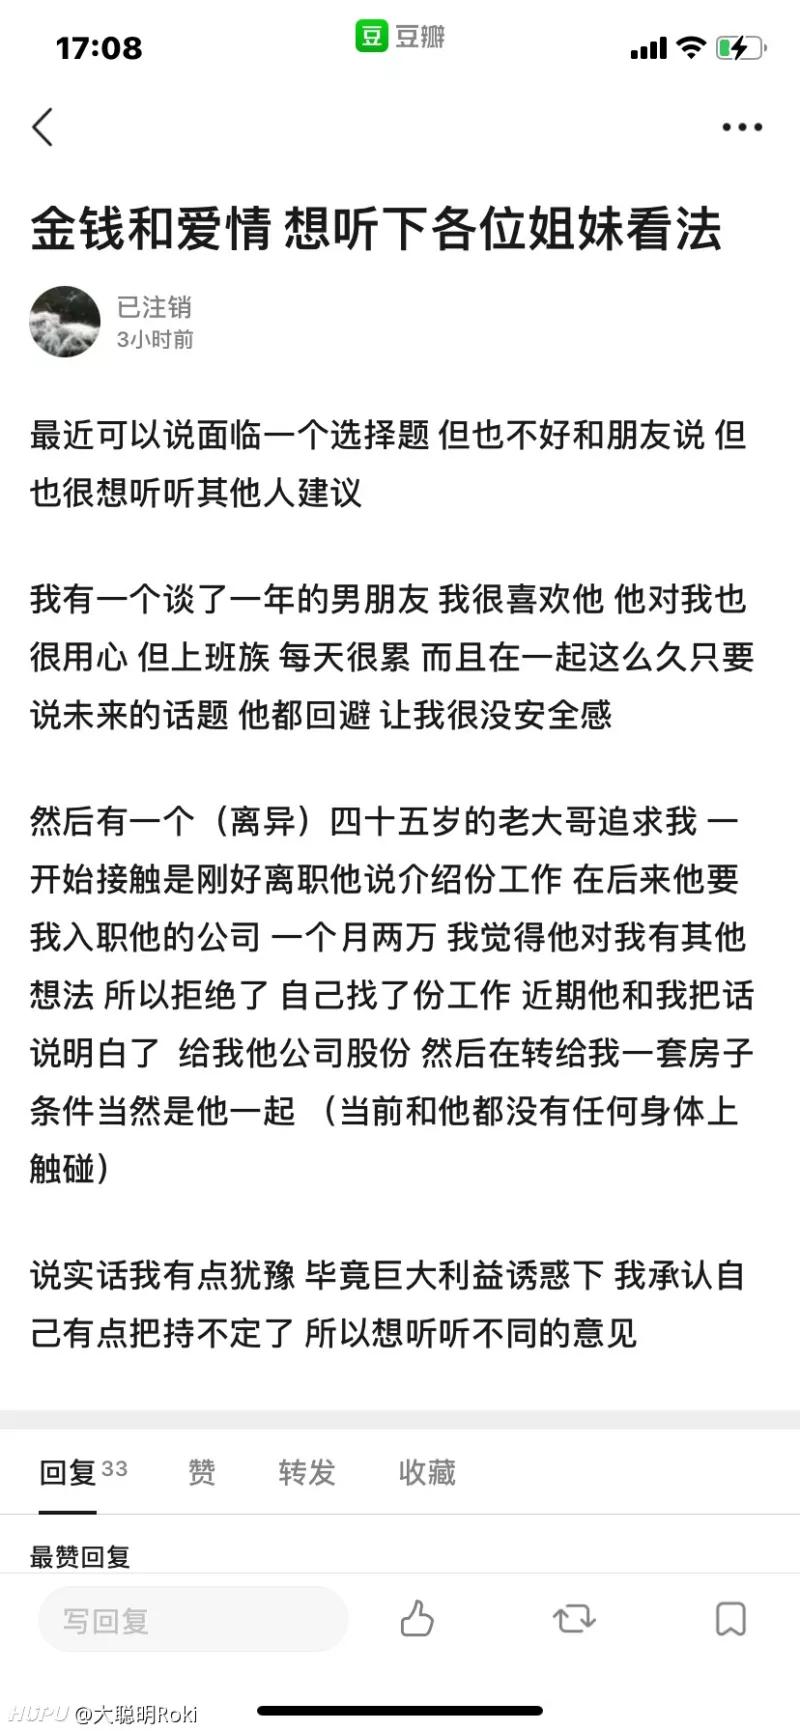 17:08
豆 豆瓣
金钱和爱情 想听下各位姐妹看法
已注销
3小时前
最近可以说面临一个选择题 但也不好和朋友说 但
也很想听听其他人建议
我有一个谈了一年的男朋友 我很喜欢他 他对我也
很用心 但上班族 每天很累 而且在一起这么久只要
说未来的话题 他都回避 让我很没安全感
然后有一个（离异）四十五岁的老大哥追求我 一
开始接触是刚好离职他说介绍份工作 在后来他要
我入职他的公司 一个月两万 我觉得他对我有其他
想法 所以拒绝了 自己找了份工作 近期他和我把话
说明白了 给我他公司股份 然后在转给我一套房子
条件当然是他一起 （当前和他都没有任何身体上
触碰）
说实话我有点犹豫 毕竟巨大利益诱惑下 我承认自
己有点把持不定了 所以想听听不同的意见
回复 33 赞 转发 收藏
最赞回复
写回复
HUPU @大聪明Roki